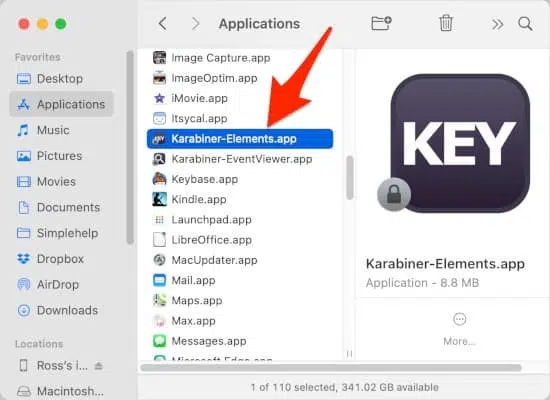 Applications
Favorites
Desktop
Applications
Music
Pictures
Movies
Documents
Simplehelp
Dropbox
AirDrop
Downloads
Locations
Ross's i...
Macintosh...
Image Capture.app
ImageOptim.app
iMovie.app
Itsycal.app
Karabiner-Elements.app
Karabiner-EventViewer.app
Keybase.app
Kindle.app
Launchpad.app
LibreOffice.app
MacUpdater.app
Mail.app
Maps.app
Max.app
Messages.app
Microsoft Edge.app
KEY
Karabiner-Elements.app
Application - 8.8 MB
More...
1 of 110 selected, 341.02 GB available